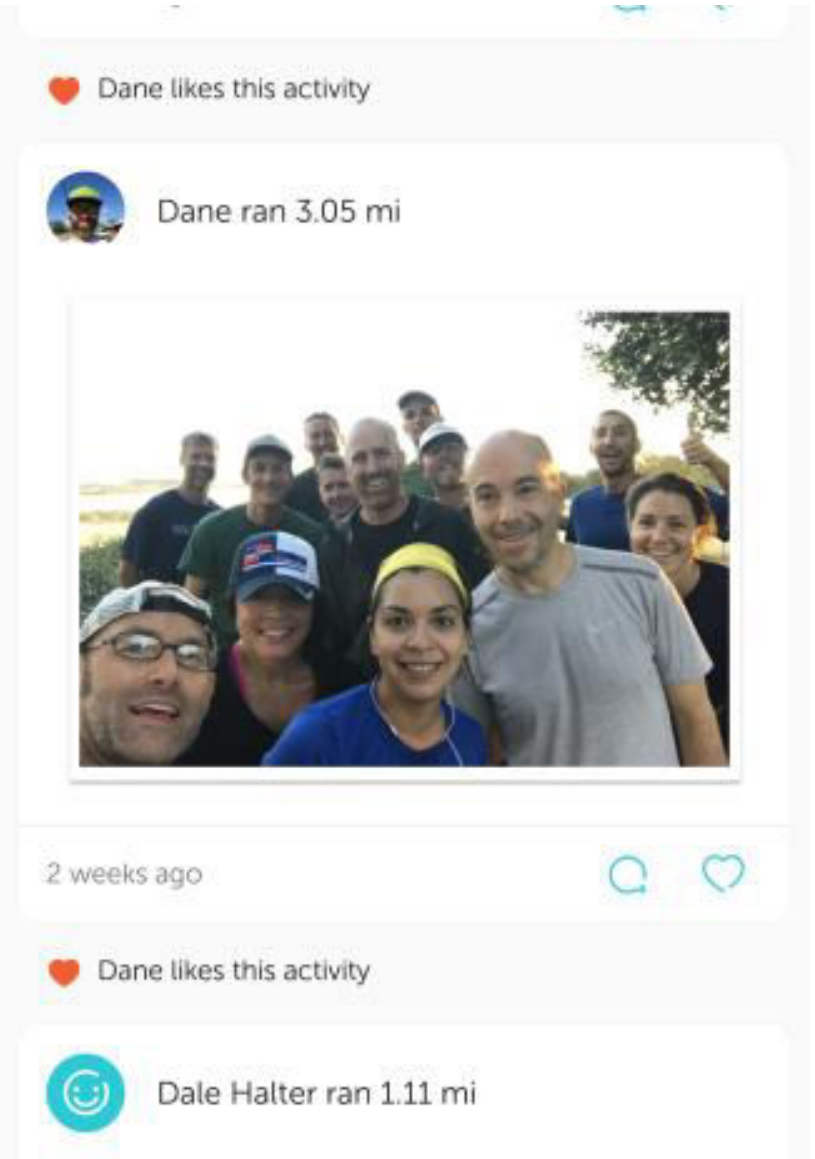 Dane likes this activity
Dane ran 3.05 mi
2 weeks ago
Dane likes this activity
Dale Halter ran 1.11 mi